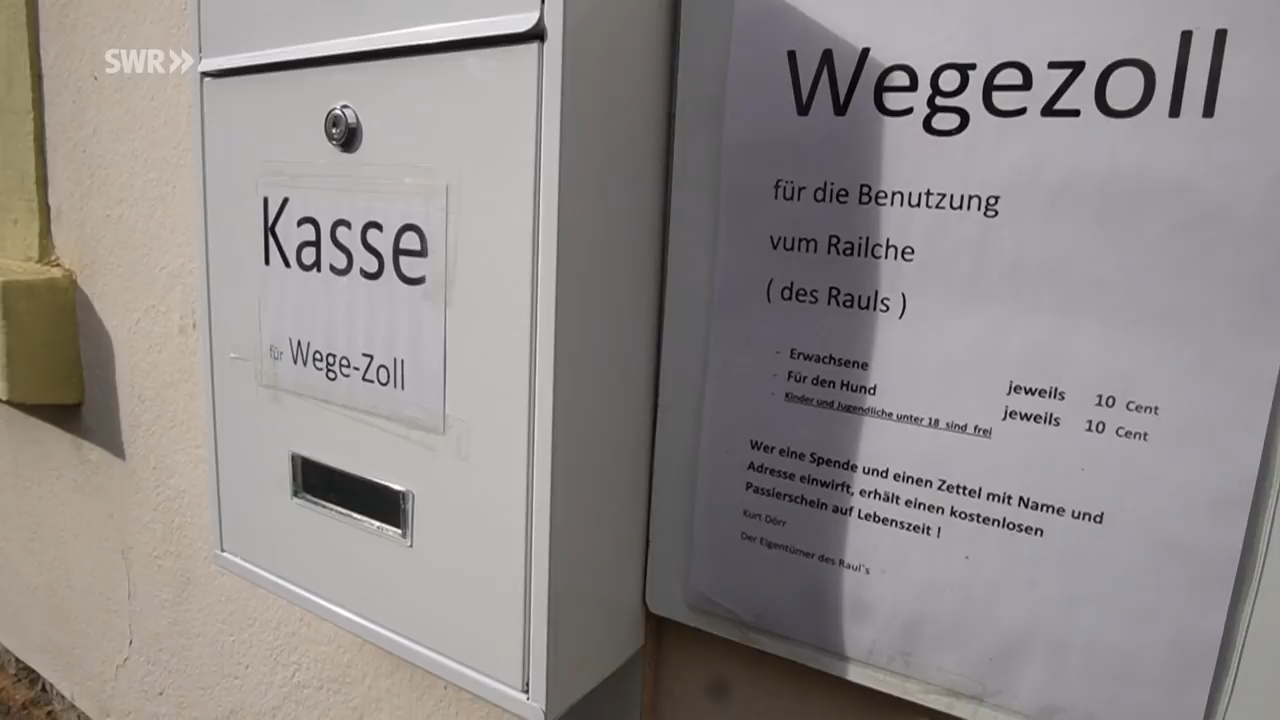 SWR
Kasse
für Wege-Zoll
Wegezoll
für die Benutzung
vum Railche
( des Rauls )
- Erwachsene jeweils 10 Cent
- Für den Hund jeweils 10 Cent
- Kinder und Jugendliche unter 18 sind frei
Wer eine Spende und einen Zettel mit Name und
Adresse einwirft, erhält einen kostenlosen
Passierschein auf Lebenszeit !
Kurt Dörr
Der Eigentümer des Raul`s